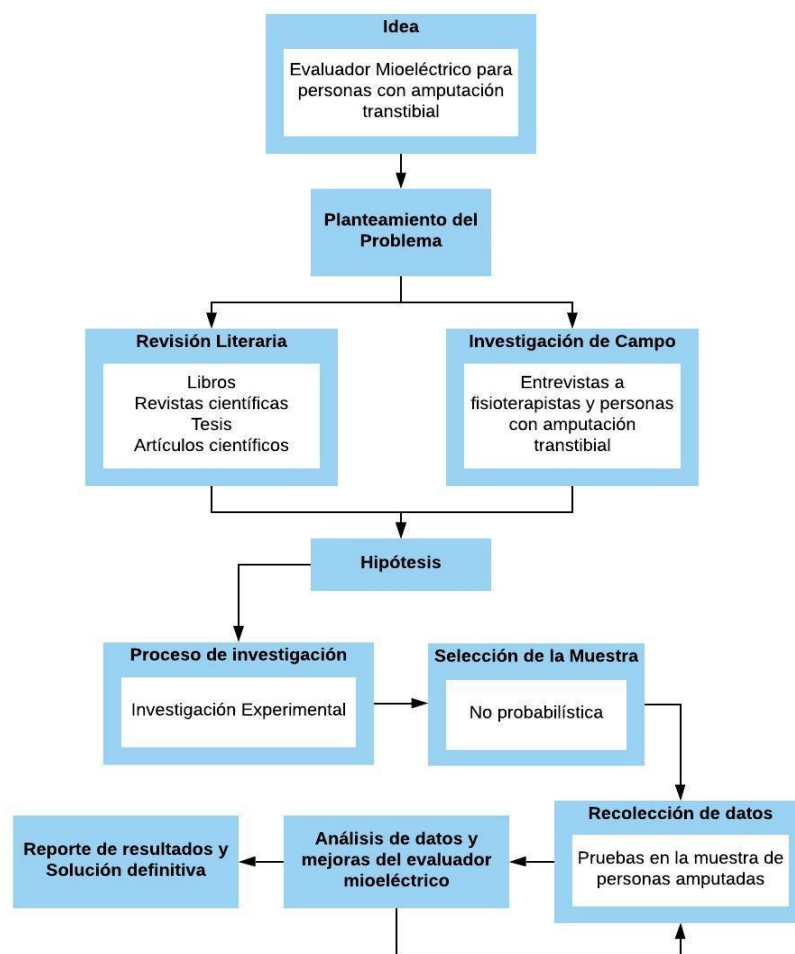 Idea
Evaluador Mioeléctrico para
personas con amputación
transtibial
Planteamiento del
Problema
Revisión Literaria
Libros
Revistas científicas
Tesis
Artículos científicos
Investigación de Campo
Entrevistas a
fisioterapistas y personas
con amputación
transtibial
Hipótesis
Proceso de investigación
Investigación Experimental
Selección de la Muestra
No probabilística
Recolección de datos
Pruebas en la muestra de
personas amputadas
Análisis de datos y
mejoras del evaluador
mioeléctrico
Reporte de resultados y
Solución definitiva